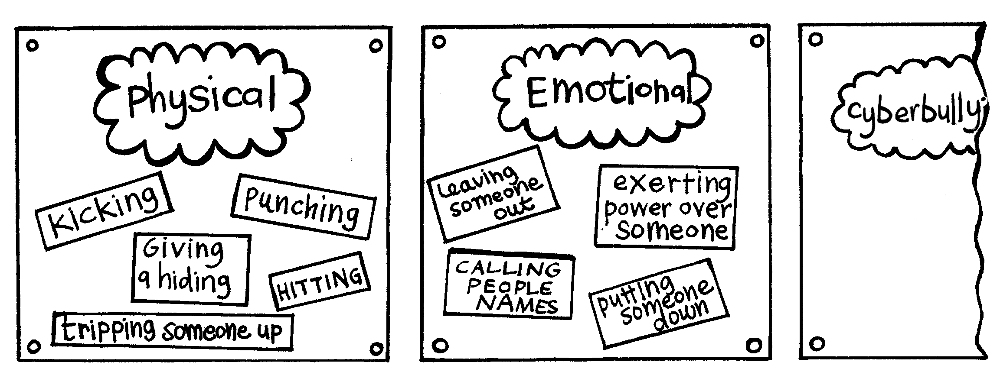 Physical
Kicking
Punching
Giving
a hiding
HITTING
tripping someone up
Emotional
leaving
someone
out
exerting
power over
someone
CALLING
PEOPLE
NAMES
putting
someone
down
cyberbully